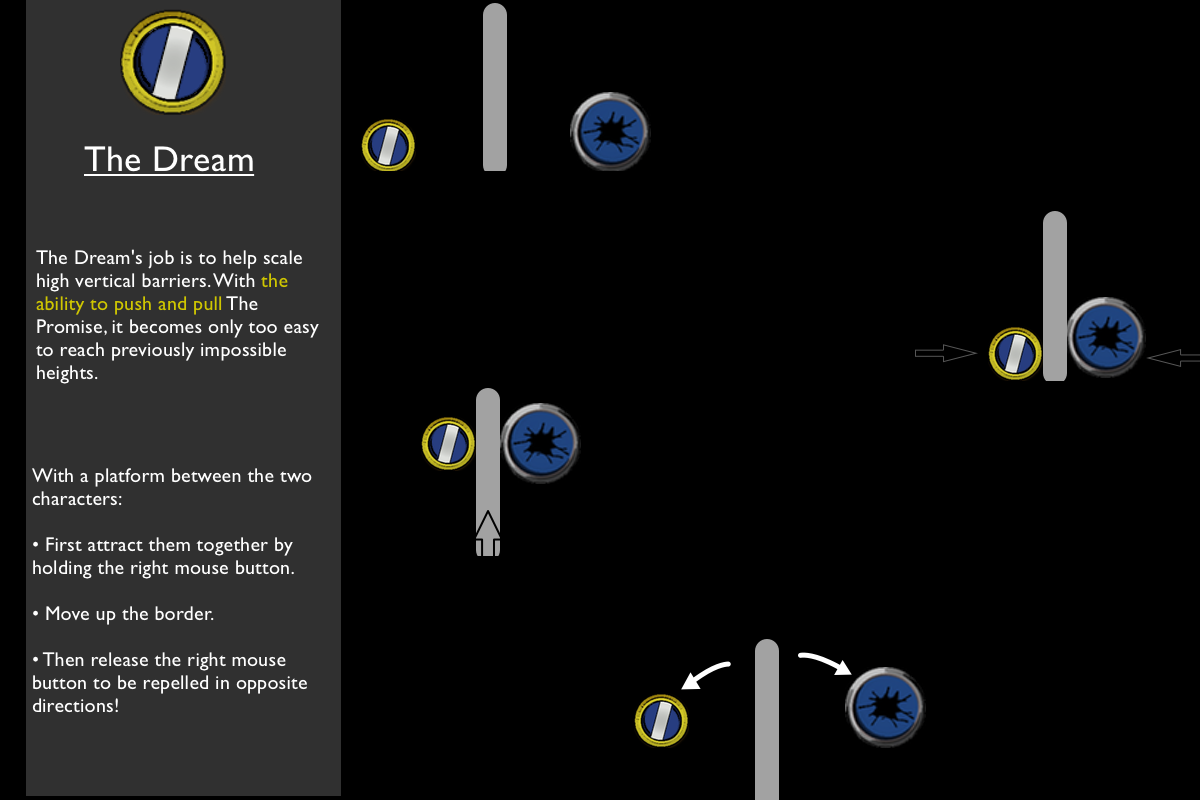 The Dream
The Dream's job is to help scale
high vertical barriers. With the
ability to push and pull The
Promise, it becomes only too easy
to reach previously impossible
heights.
With a platform between the two
characters:
• First attract them together by
holding the right mouse button.
• Move up the border.
• Then release the right mouse
button to be repelled in opposite
directions!